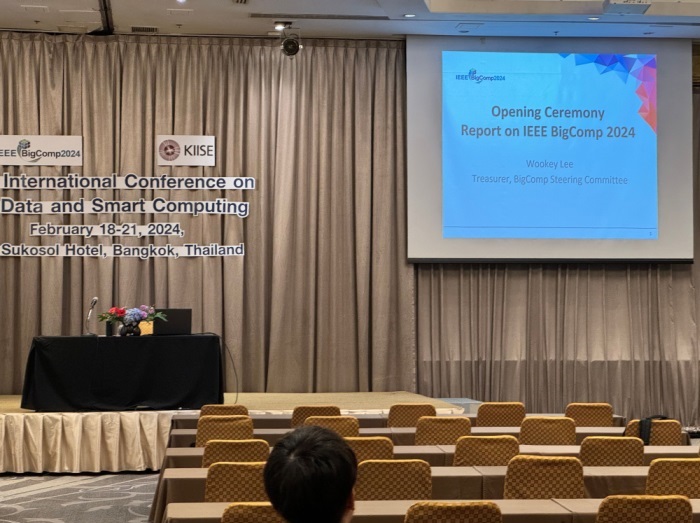 IEEE BigComp2024
KIISE
International Conference on
Data and Smart Computing
February 18-21, 2024,
Sukosol Hotel, Bangkok, Thailand
IEEE BigComp2024
Opening Ceremony
Report on IEEE BigComp 2024
Wookey Lee
Treasurer, BigComp Steering Committee